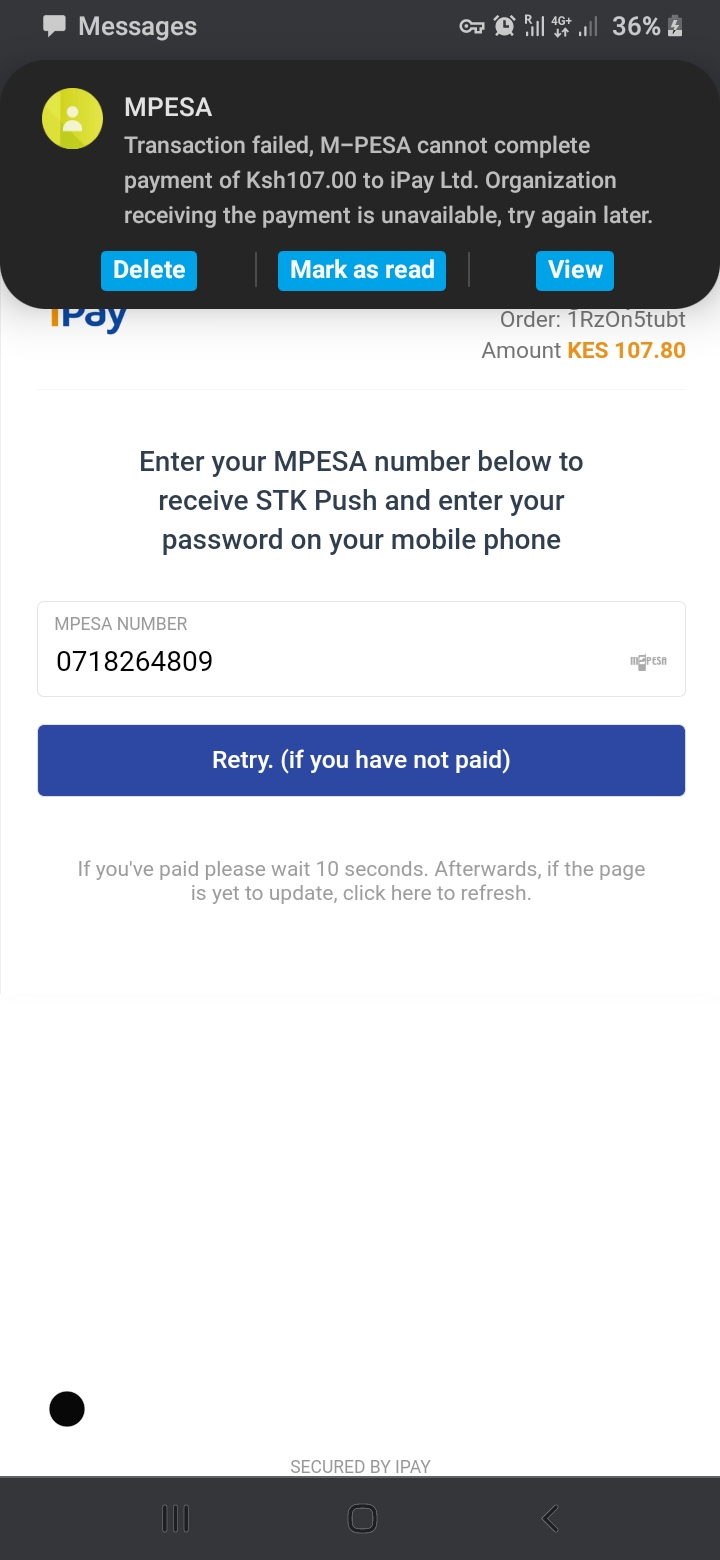 Messages
R 4G+ 36%
MPESA
Transaction failed, M-PESA cannot complete
payment of Ksh107.00 to iPay Ltd. Organization
receiving the payment is unavailable, try again later.
Delete
Mark as read
View
iPay
Order: 1RzOn5tubt
Amount KES 107.80
Enter your MPESA number below to
receive STK Push and enter your
password on your mobile phone
MPESA NUMBER
0718264809
m-PESA
Retry. (if you have not paid)
If you've paid please wait 10 seconds. Afterwards, if the page
is yet to update, click here to refresh.
SECURED BY IPAY